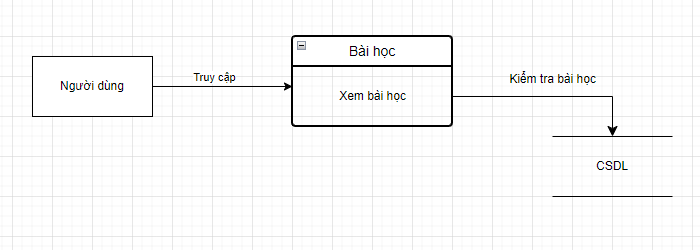 Bài học
Người dùng
Truy cập
Xem bài học
Kiểm tra bài học
CSDL